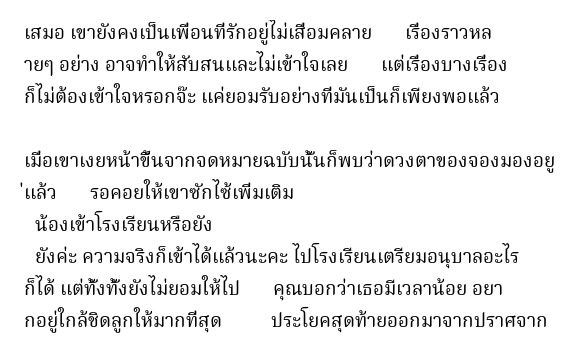 เสมอ เขายังคงเป็นเพื่อนที่รักอยู่ไม่เสื่อมคลาย เรื่องราวหล
ายๆ อย่าง อาจทำให้สับสนและไม่เข้าใจเลย แต่เรื่องบางเรื่อง
ก็ไม่ต้องเข้าใจหรอกจ๊ะ แค่ยอมรับอย่างที่มันเป็นก็เพียงพอแล้ว
เมื่อเขาเงยหน้าขึ้นจากจดหมายฉบับนั้นก็พบว่าดวงตาของจองมองอยู
่แล้ว รอคอยให้เขาซักไซ้เพิ่มเติม
น้องเข้าโรงเรียนหรือยัง
ยังค่ะ ความจริงก็เข้าได้แล้วนะคะ ไปโรงเรียนเตรียมอนุบาลอะไร
ก็ได้ แต่ทั้งทั้งยังไม่ยอมให้ไป คุณบอกว่าเธอมีเวลาน้อย อยา
กอยู่ใกล้ชิดลูกให้มากที่สุด ประโยคสุดท้ายออกมาจากปราศจาก